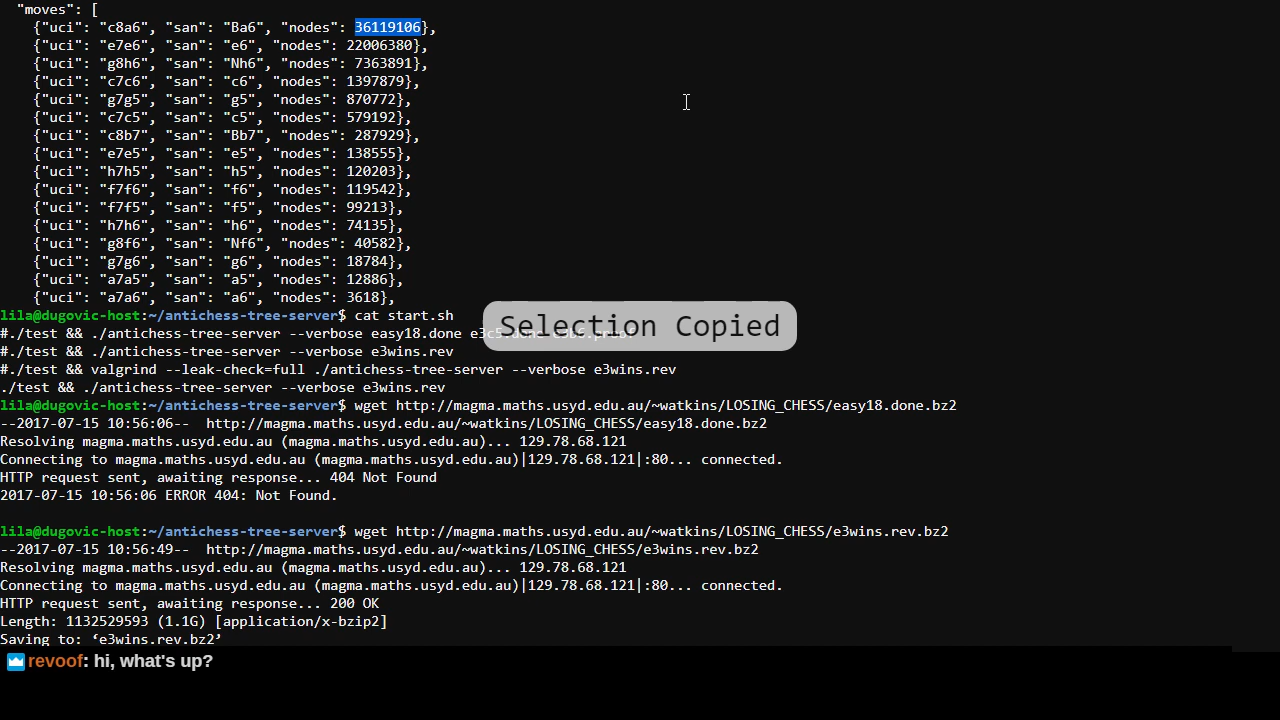 "moves": [
{"uci": "c8a6", "san": "Ba6", "nodes": 36119106},
{"uci": "e7e6", "san": "e6", "nodes": 22006380},
{"uci": "g8h6", "san": "Nh6", "nodes": 7363891},
{"uci": "c7c6", "san": "c6", "nodes": 1397879},
{"uci": "g7g5", "san": "g5", "nodes": 870772},
{"uci": "c7c5", "san": "c5", "nodes": 579192},
{"uci": "c8b7", "san": "Bb7", "nodes": 287929},
{"uci": "e7e5", "san": "e5", "nodes": 138555},
{"uci": "h7h5", "san": "h5", "nodes": 120203},
{"uci": "f7f6", "san": "f6", "nodes": 119542},
{"uci": "f7f5", "san": "f5", "nodes": 99213},
{"uci": "h7h6", "san": "h6", "nodes": 74135},
{"uci": "g8f6", "san": "Nf6", "nodes": 40582},
{"uci": "g7g6", "san": "g6", "nodes": 18784},
{"uci": "a7a5", "san": "a5", "nodes": 12886},
{"uci": "a7a6", "san": "a6", "nodes": 3618},
lila@dugovic-host:~/antichess-tree-server$ cat start.sh
Selection Copied
#./test && ./antichess-tree-server --verbose easy18.done
#./test && ./antichess-tree-server --verbose e3wins.rev
#./test && valgrind --leak-check=full ./antichess-tree-server --verbose e3wins.rev
./test && ./antichess-tree-server --verbose e3wins.rev
lila@dugovic-host:~/antichess-tree-server$ wget http://magma.maths.usyd.edu.au/~watkins/LOSING_CHESS/easy18.done.bz2
--2017-07-15 10:56:06-- http://magma.maths.usyd.edu.au/~watkins/LOSING_CHESS/easy18.done.bz2
Resolving magma.maths.usyd.edu.au (magma.maths.usyd.edu.au)... 129.78.68.121
Connecting to magma.maths.usyd.edu.au (magma.maths.usyd.edu.au)|129.78.68.121|:80... connected.
HTTP request sent, awaiting response... 404 Not Found
2017-07-15 10:56:06 ERROR 404: Not Found.
lila@dugovic-host:~/antichess-tree-server$ wget http://magma.maths.usyd.edu.au/~watkins/LOSING_CHESS/e3wins.rev.bz2
--2017-07-15 10:56:49-- http://magma.maths.usyd.edu.au/~watkins/LOSING_CHESS/e3wins.rev.bz2
Resolving magma.maths.usyd.edu.au (magma.maths.usyd.edu.au)... 129.78.68.121
Connecting to magma.maths.usyd.edu.au (magma.maths.usyd.edu.au)|129.78.68.121|:80... connected.
HTTP request sent, awaiting response... 200 OK
Length: 1132529593 (1.1G) [application/x-bzip2]
Saving to: ‘e3wins.rev.bz2’
revoof: hi, what's up?